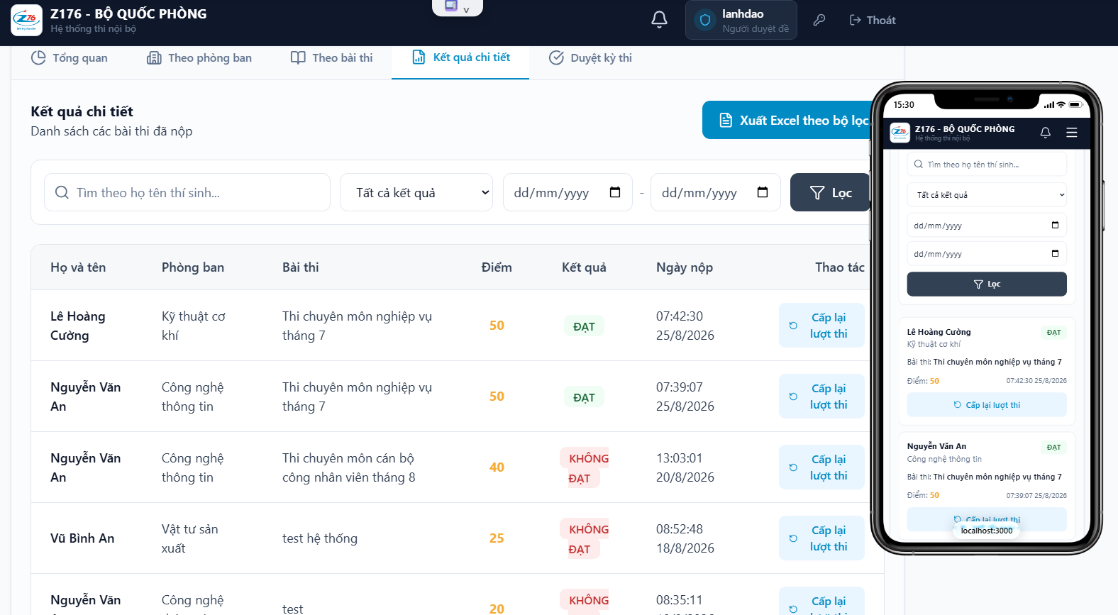 Z176
Z176 - BỘ QUỐC PHÒNG
Hệ thống thi nội bộ
v
lanhdao
Người duyệt đề
Thoát
Tổng quan
Theo phòng ban
Theo bài thi
Kết quả chi tiết
Duyệt kỳ thi
Kết quả chi tiết
Danh sách các bài thi đã nộp
Xuất Excel theo bộ lọc
Tìm theo họ tên thí sinh...
Tất cả kết quả
dd/mm/yyyy
-
dd/mm/yyyy
Lọc
Họ và tên
Phòng ban
Bài thi
Điểm
Kết quả
Ngày nộp
Thao tác
Lê Hoàng
Cường
Kỹ thuật cơ
khí
Thi chuyên môn nghiệp vụ
tháng 7
50
ĐẠT
07:42:30
25/8/2026
Cấp lại
lượt thi
Nguyễn Văn
An
Công nghệ
thông tin
Thi chuyên môn nghiệp vụ
tháng 7
50
ĐẠT
07:39:07
25/8/2026
Cấp lại
lượt thi
Nguyễn Văn
An
Công nghệ
thông tin
Thi chuyên môn cán bộ
công nhân viên tháng 8
40
KHÔNG
ĐẠT
13:03:01
20/8/2026
Cấp lại
lượt thi
Vũ Bình An
Vật tư sản
xuất
test hệ thống
25
KHÔNG
ĐẠT
08:52:48
18/8/2026
Cấp lại
lượt thi
Nguyễn Văn
Công nghệ
test
20
KHÔNG
08:35:11
Cấp lại
lượt thi
15:30
Z176 - BỘ QUỐC PHÒNG
Hệ thống thi nội bộ
Tìm theo họ tên thí sinh...
Tất cả kết quả
dd/mm/yyyy
dd/mm/yyyy
Lọc
Lê Hoàng Cường
ĐẠT
Kỹ thuật cơ khí
Bài thi: Thi chuyên môn nghiệp vụ tháng 7
Điểm: 50
07:42:30 25/8/2026
Cấp lại lượt thi
Nguyễn Văn An
ĐẠT
Công nghệ thông tin
Bài thi: Thi chuyên môn nghiệp vụ tháng 7
Điểm: 50
07:39:07 25/8/2026
Cấp lại lượt thi
localhost:3000